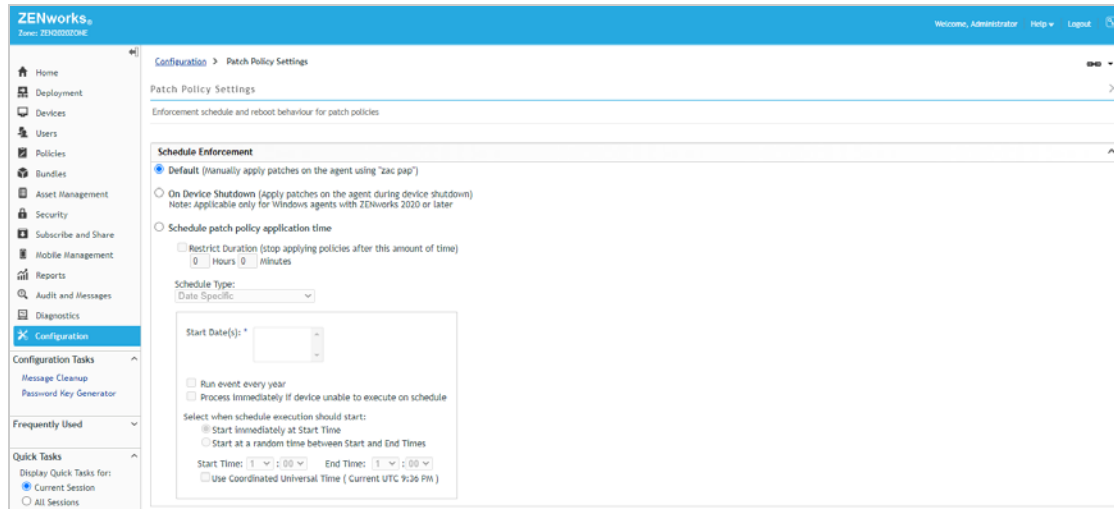 ZENworks®
Zone: ZEN2020ZONE
Welcome, Administrator Help Logout
Home
Deployment
Devices
Users
Policies
Bundles
Asset Management
Security
Subscribe and Share
Mobile Management
Reports
Audit and Messages
Diagnostics
Configuration
Configuration Tasks
Message Cleanup
Password Key Generator
Frequently Used
Quick Tasks
Display Quick Tasks for:
Current Session
All Sessions
Configuration > Patch Policy Settings
Patch Policy Settings
Enforcement schedule and reboot behaviour for patch policies
Schedule Enforcement
Default (Manually apply patches on the agent using "zac pap")
On Device Shutdown (Apply patches on the agent during device shutdown)
Note: Applicable only for Windows agents with ZENworks 2020 or later
Schedule patch policy application time
Restrict Duration (stop applying policies after this amount of time)
0 Hours 0 Minutes
Schedule Type:
Date Specific
Start Date(s): *
Run event every year
Process immediately if device unable to execute on schedule
Select when schedule execution should start:
Start immediately at Start Time
Start at a random time between Start and End Times
Start Time: 1 : 00 End Time: 1 : 00
Use Coordinated Universal Time ( Current UTC 9:36 PM )